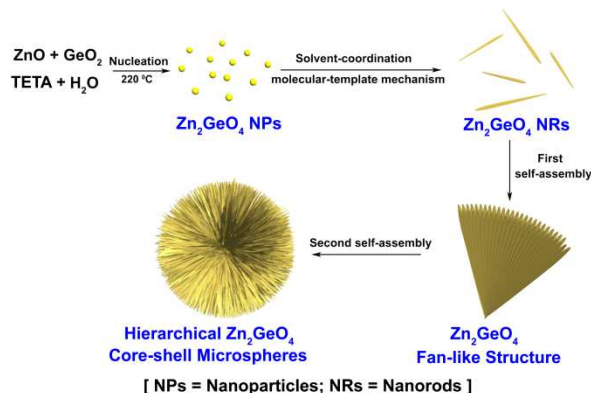 ZnO + GeO₂
TETA + H₂O
Nucleation
220 ⁰C
Zn₂GeO₄ NPs
Solvent-coordination
molecular-template mechanism
Zn₂GeO₄ NRs
First
self-assembly
Zn₂GeO₄
Fan-like Structure
Second self-assembly
Hierarchical Zn₂GeO₄
Core-shell Microspheres
[ NPs = Nanoparticles; NRs = Nanorods ]